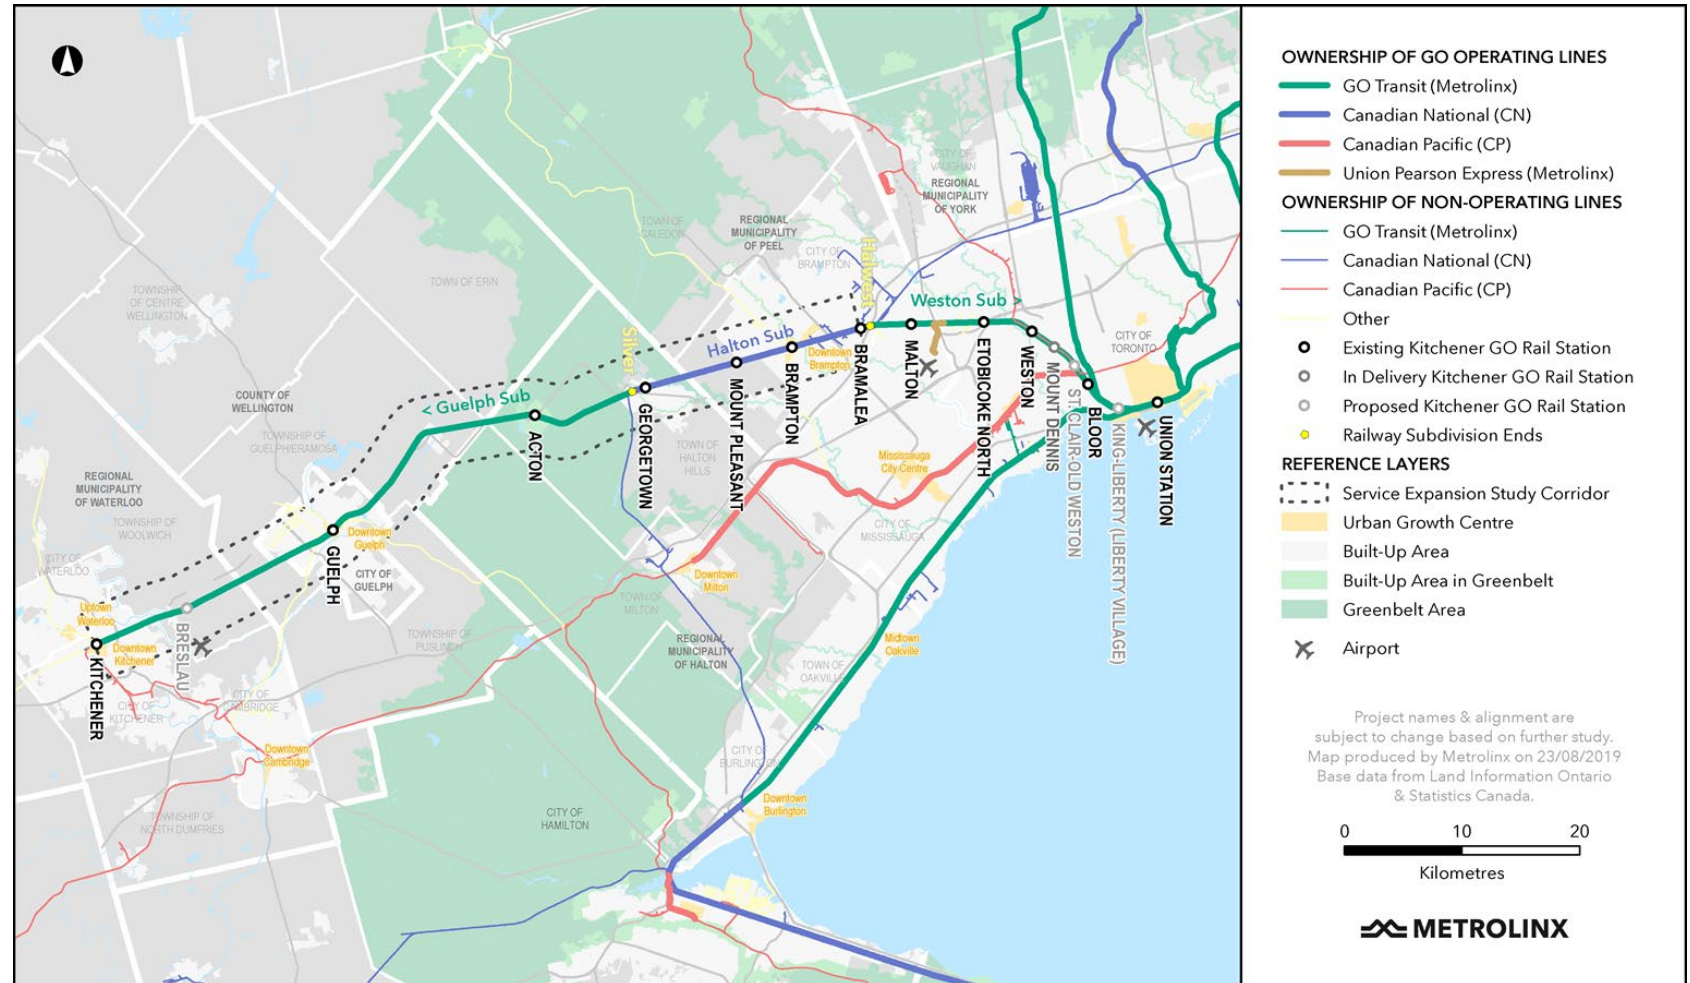 TOWN OF
CALEDON
REGIONAL
MUNICIPALITY
OF PEEL
CITY OF
VAUGHAN
REGIONAL
MUNICIPALITY
OF YORK
CITY OF
BRAMPTON
TOWN OF ERIN
TOWNSHIP
OF CENTRE
WELLINGTON
Halwest
Weston Sub >
Silver
Halton Sub
Downtown
Brampton
CITY OF
TORONTO
COUNTY OF
WELLINGTON
< Guelph Sub
TOWNSHIP OF
GUELPH/ERAMOSA
TOWN OF
HALTON
HILLS
Mississauga
City Centre
CITY OF
MISSISSAUGA
REGIONAL
MUNICIPALITY
OF WATERLOO
TOWNSHIP OF
WOOLWICH
CITY OF
WATERLOO
Downtown
Guelph
CITY OF
GUELPH
Uptown
Waterloo
Downtown
Kitchener
CITY OF
KITCHENER
CITY OF
CAMBRIDGE
Downtown
Cambridge
TOWNSHIP OF
PUSLINCH
TOWNSHIP OF
NORTH DUMFRIES
Downtown
Milton
TOWN OF
MILTON
REGIONAL
MUNICIPALITY
OF HALTON
Midtown
Oakville
TOWN OF
OAKVILLE
CITY OF
BURLINGTON
Downtown
Burlington
CITY OF
HAMILTON
KITCHENER
BRESLAU
GUELPH
ACTON
GEORGETOWN
MOUNT PLEASANT
BRAMPTON
BRAMALEA
MALTON
ETOBICOKE NORTH
WESTON
MOUNT DENNIS
ST. CLAIR-OLD WESTON
BLOOR
KING-LIBERTY (LIBERTY VILLAGE)
UNION STATION
OWNERSHIP OF GO OPERATING LINES
GO Transit (Metrolinx)
Canadian National (CN)
Canadian Pacific (CP)
Union Pearson Express (Metrolinx)
OWNERSHIP OF NON-OPERATING LINES
GO Transit (Metrolinx)
Canadian National (CN)
Canadian Pacific (CP)
Other
Existing Kitchener GO Rail Station
In Delivery Kitchener GO Rail Station
Proposed Kitchener GO Rail Station
Railway Subdivision Ends
REFERENCE LAYERS
Service Expansion Study Corridor
Urban Growth Centre
Built-Up Area
Built-Up Area in Greenbelt
Greenbelt Area
Airport
Project names & alignment are
subject to change based on further study.
Map produced by Metrolinx on 23/08/2019
Base data from Land Information Ontario
& Statistics Canada.
0 10 20
Kilometres
METROLINX